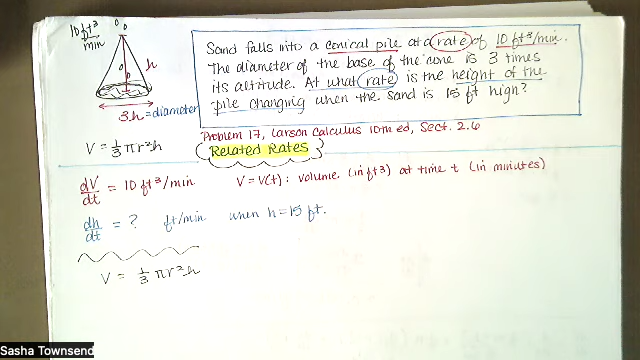 10 ft³/min
h
r
3h = diameter
V = 1/3 πr²h
Sand falls into a conical pile at a rate of 10 ft³/min.
The diameter of the base of the cone is 3 times
its altitude. At what rate is the height of the
pile changing when the sand is 15 ft high?
Problem 17, Larson Calculus 10th ed, Sect. 2.6
Related Rates
dV/dt = 10 ft³/min V = V(t): volume (in ft³) at time t (in minutes)
dh/dt = ? ft/min when h = 15 ft.
V = 1/3 πr²h
Sasha Townsend